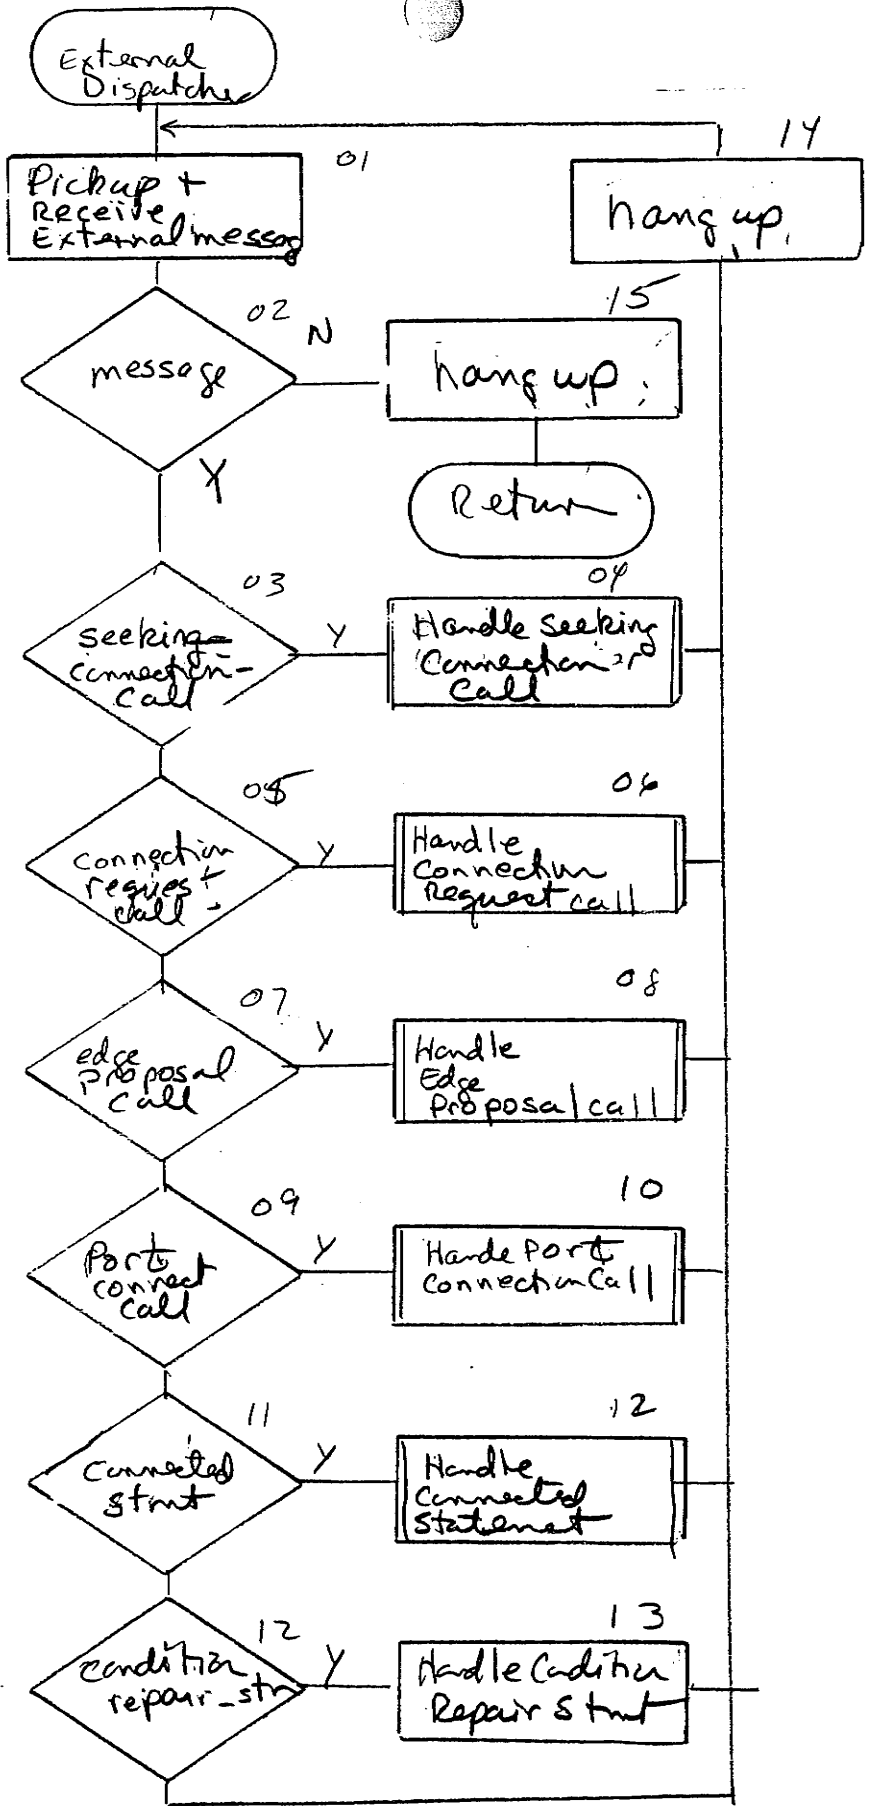 External
Dispatcher
01
14
Pickup +
Receive
External messag
hang up
02
N
15
message
hang up
Y
Return
03
04
seeking-
connection-
call
Y
Handle seeking
Connection
Call
05
06
connection
request
call
Y
Handle
Connection
Request call
07
08
edge
proposal
call
Y
Handle
Edge
Proposal call
09
10
Port
connect
call
Y
Hande Port
Connection Call
11
12
Connected
stmt
Y
Handle
Connected
Statemet
12
13
condition
repair_stm
Y
Handle Condition
Repair Stmt